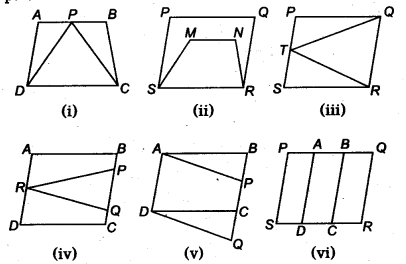 A P B
P Q
P Q
M N
T
D C
S R
S R
(i)
(ii)
(iii)
A B
A B
P A B Q
P
R
P
Q
D C
D C
Q
S D C R
(iv)
(v)
(vi)